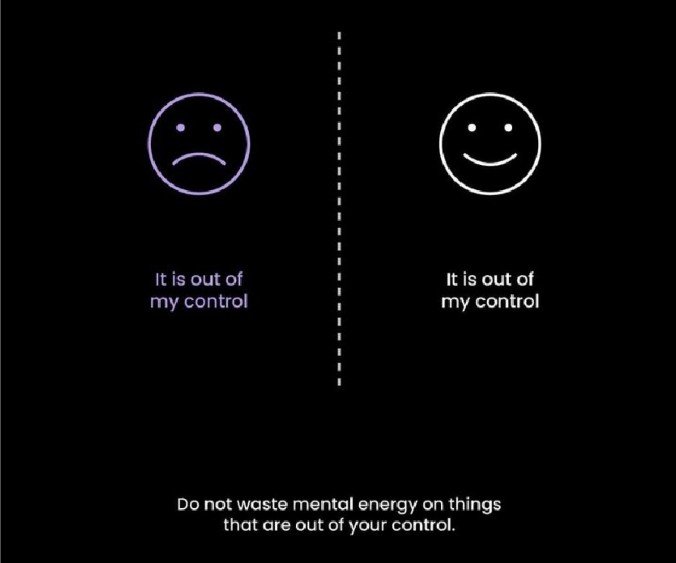 It is out of
my control
It is out of
my control
Do not waste mental energy on things
that are out of your control.